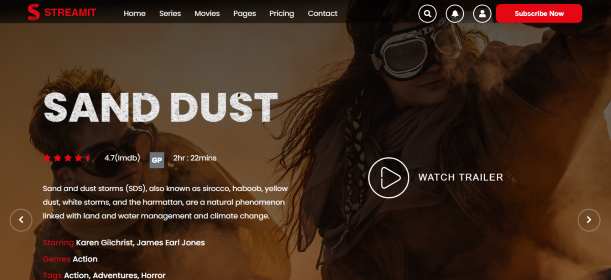 STREAMIT
Home Series Movies Pages Pricing Contact
Subscribe Now
SAND DUST
4.7(Imdb) GP 2hr : 22mins
WATCH TRAILER
Sand and dust storms (SDS), also known as sirocco, haboob, yellow
dust, white storms, and the harmattan, are a natural phenomenon
linked with land and water management and climate change.
Starring Karen Gilchrist, James Earl Jones
Genres Action
Tags Action, Adventures, Horror